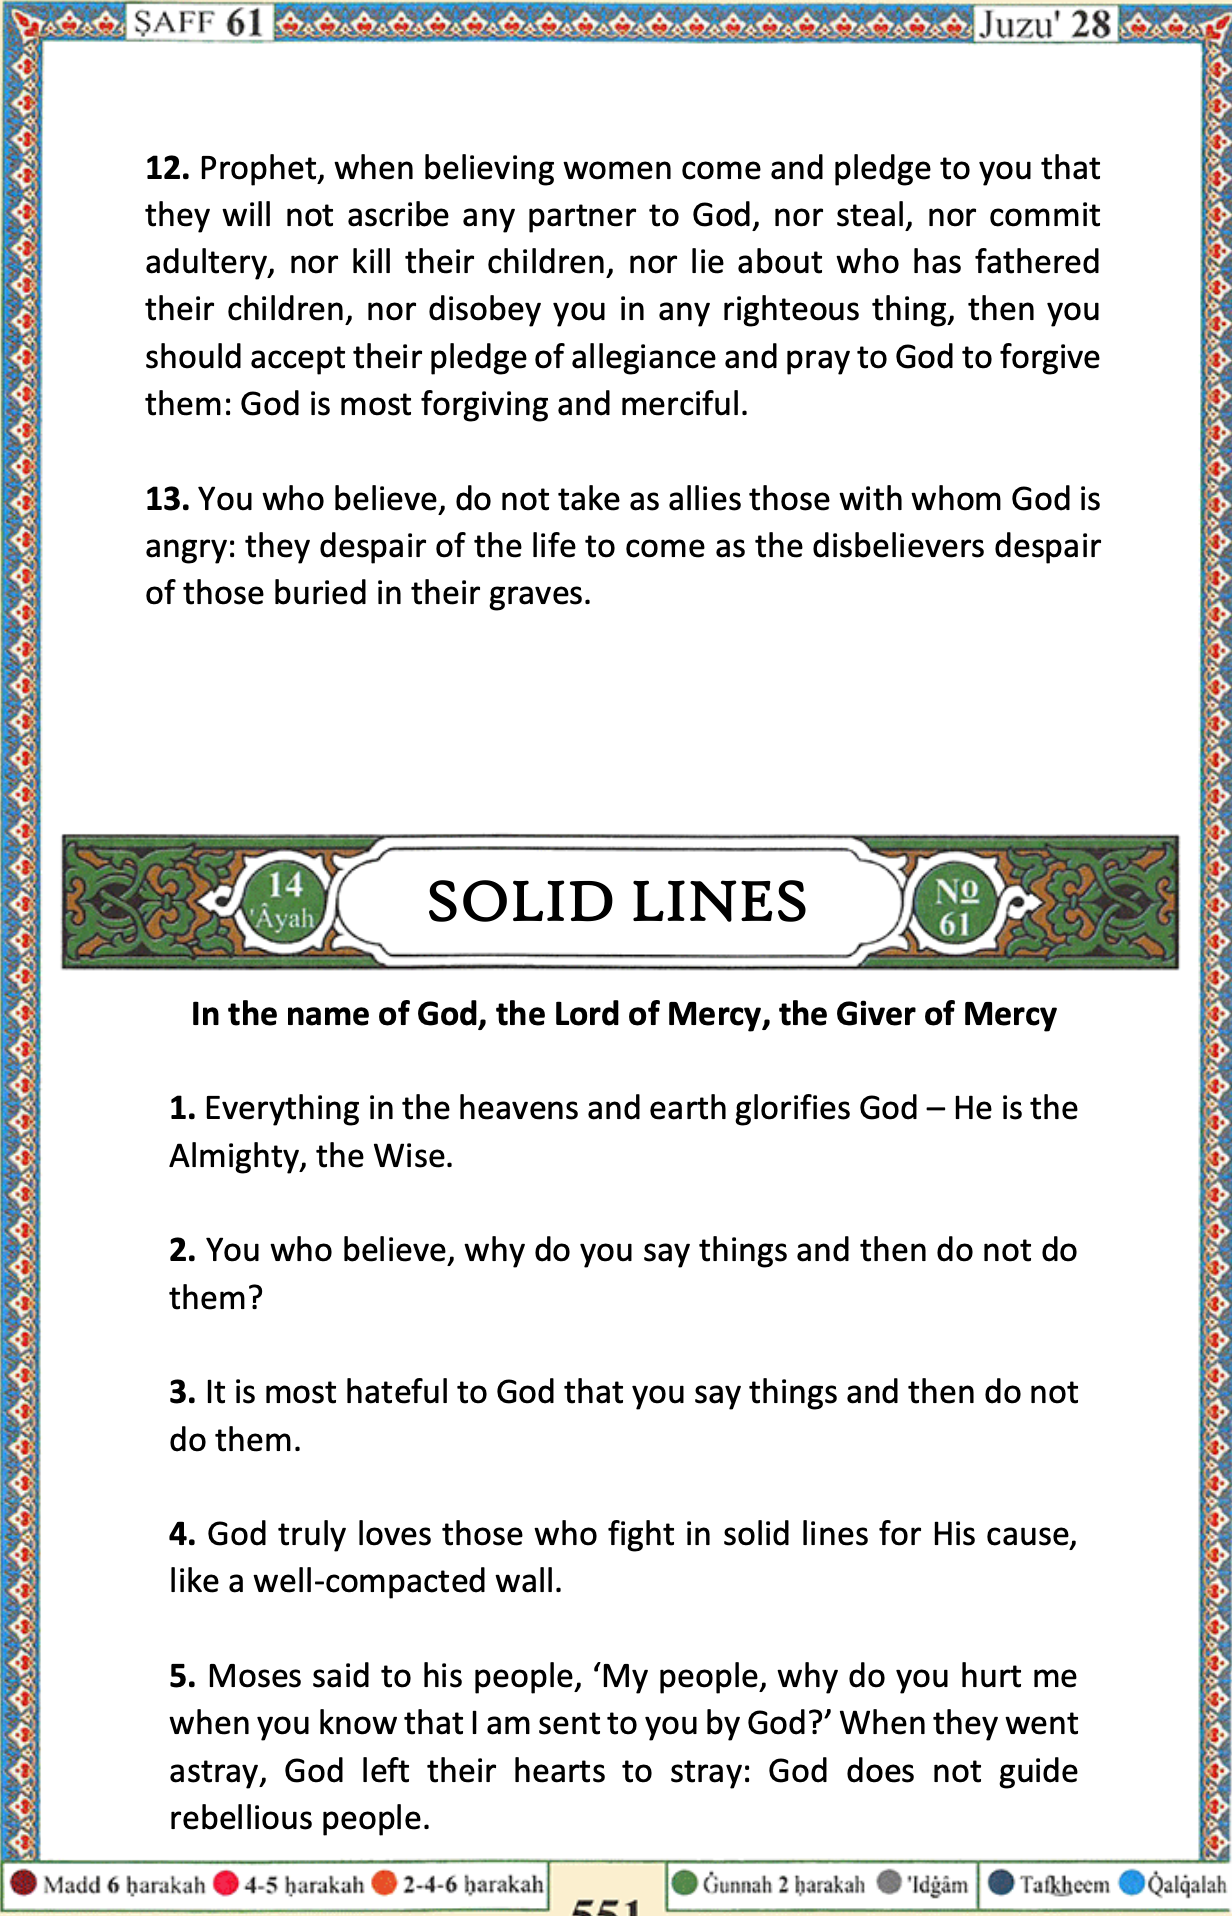 ṢAFF 61
Juzu' 28
12. Prophet, when believing women come and pledge to you that
they will not ascribe any partner to God, nor steal, nor commit
adultery, nor kill their children, nor lie about who has fathered
their children, nor disobey you in any righteous thing, then you
should accept their pledge of allegiance and pray to God to forgive
them: God is most forgiving and merciful.
13. You who believe, do not take as allies those with whom God is
angry: they despair of the life to come as the disbelievers despair
of those buried in their graves.
14
'Âyah
SOLID LINES
No
61
In the name of God, the Lord of Mercy, the Giver of Mercy
1. Everything in the heavens and earth glorifies God – He is the
Almighty, the Wise.
2. You who believe, why do you say things and then do not do
them?
3. It is most hateful to God that you say things and then do not
do them.
4. God truly loves those who fight in solid lines for His cause,
like a well-compacted wall.
5. Moses said to his people, ‘My people, why do you hurt me
when you know that I am sent to you by God?’ When they went
astray, God left their hearts to stray: God does not guide
rebellious people.
Madd 6 ḥarakah 4-5 ḥarakah 2-4-6 ḥarakah
551
Ġunnah 2 ḥarakah 'Idġâm Tafkheem Q̇alq̇alah